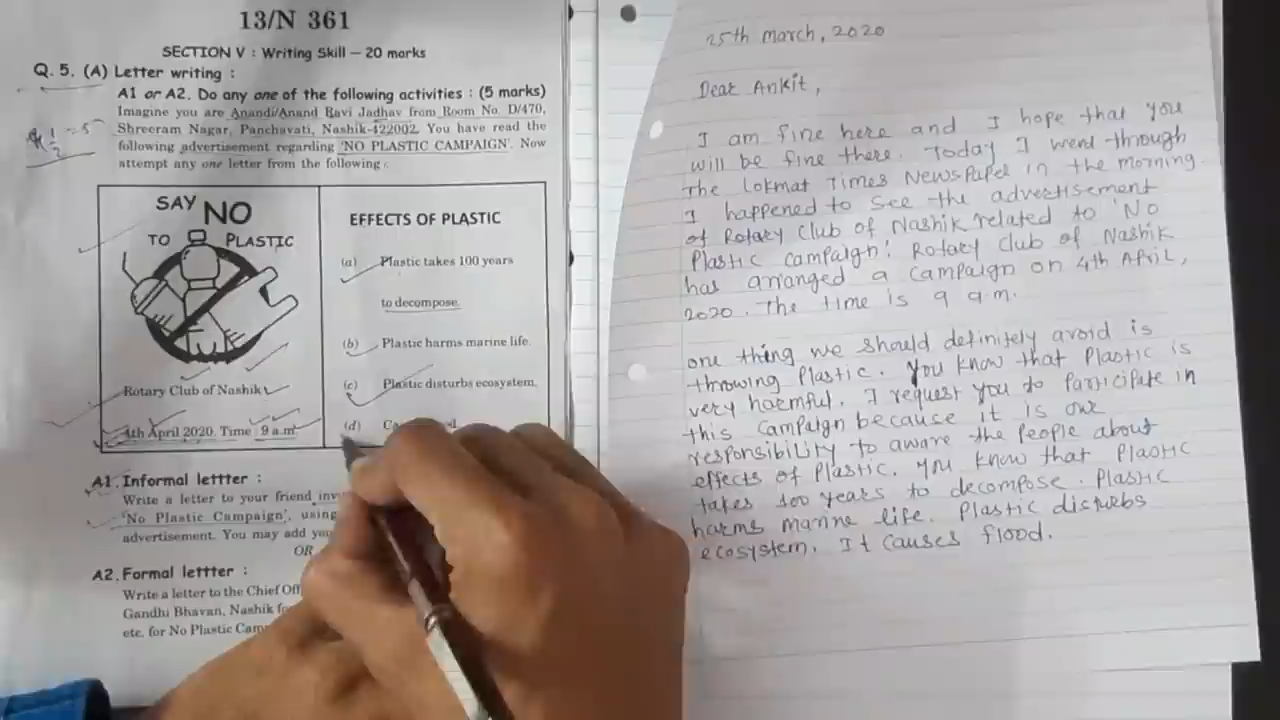 13/N 361
SECTION V : Writing Skill – 20 marks
Q. 5. (A) Letter writing :
A1 or A2. Do any one of the following activities : (5 marks)
Imagine you are Anandi/Anand Ravi Jadhav from Room No. D/470,
Shreeram Nagar, Panchavati, Nashik-422002. You have read the
following advertisement regarding 'NO PLASTIC CAMPAIGN'. Now
attempt any one letter from the following :
SAY NO
TO PLASTIC
Rotary Club of Nashik
4th April 2020. Time : 9 a.m.
EFFECTS OF PLASTIC
(a) Plastic takes 100 years
to decompose.
(b) Plastic harms marine life.
(c) Plastic disturbs ecosystem.
(d)
A1. Informal lettter :
Write a letter to your friend
'No Plastic Campaign', using
advertisement. You may add
OR
A2. Formal lettter :
Write a letter to the Chief
Gandhi Bhavan, Nashik
etc. for No Plastic
25th march, 2020
Dear Ankit,
I am fine here and I hope that you
will be fine there. Today I went through
The Lokmat Times Newspaper in the morning.
I happened to see the advertisement
of Rotary Club of Nashik related to 'No
Plastic campaign'. Rotary Club of Nashik
has arranged a campaign on 4th April,
2020. The time is 9 a.m.
one thing we should definitely avoid is
throwing Plastic. You know that Plastic is
very harmful. I request you to Participate in
this Campaign because it is our
responsibility to aware the People about
effects of Plastic. You know that Plastic
takes 100 years to decompose. Plastic
harms marine life. Plastic disturbs
ecosystem. It causes flood.